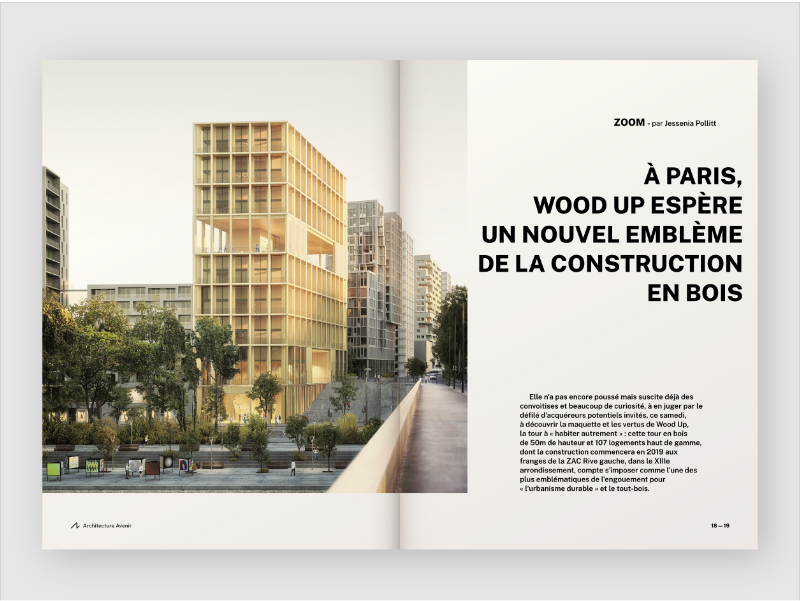 ZOOM - par Jessenia Pollitt
À PARIS,
WOOD UP ESPÈRE
UN NOUVEL EMBLÈME
DE LA CONSTRUCTION
EN BOIS
Elle n'a pas encore poussé mais suscite déjà des
convoitises et beaucoup de curiosité, à en juger par le
défilé d'acquéreurs potentiels invités, ce samedi,
à découvrir la maquette et les vertus de Wood Up,
la tour à « habiter autrement » : cette tour en bois
de 50m de hauteur et 107 logements haut de gamme,
dont la construction commencera en 2019 aux
franges de la ZAC Rive gauche, dans le XIIIe
arrondissement, compte s'imposer comme l'une des
plus emblématiques de l'engouement pour
« l'urbanisme durable » et le tout-bois.
Architecture Avenir
18—19